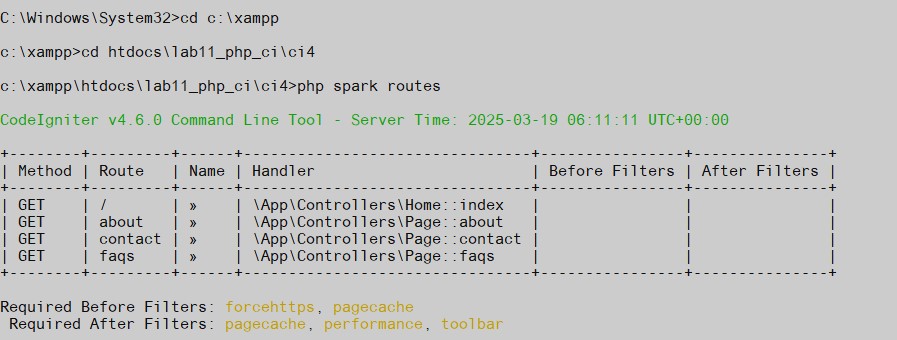 C:\Windows\System32>cd c:\xampp
c:\xampp>cd htdocs\lab11_php_ci\ci4
c:\xampp\htdocs\lab11_php_ci\ci4>php spark routes
CodeIgniter v4.6.0 Command Line Tool - Server Time: 2025-03-19 06:11:11 UTC+00:00
+--------+---------+------+--------------------------------+----------------+---------------+
| Method | Route   | Name | Handler                        | Before Filters | After Filters |
+--------+---------+------+--------------------------------+----------------+---------------+
| GET    | /       | »    | \App\Controllers\Home::index   |                |               |
| GET    | about   | »    | \App\Controllers\Page::about   |                |               |
| GET    | contact | »    | \App\Controllers\Page::contact |                |               |
| GET    | faqs    | »    | \App\Controllers\Page::faqs    |                |               |
+--------+---------+------+--------------------------------+----------------+---------------+
Required Before Filters: forcehttps, pagecache
 Required After Filters: pagecache, performance, toolbar